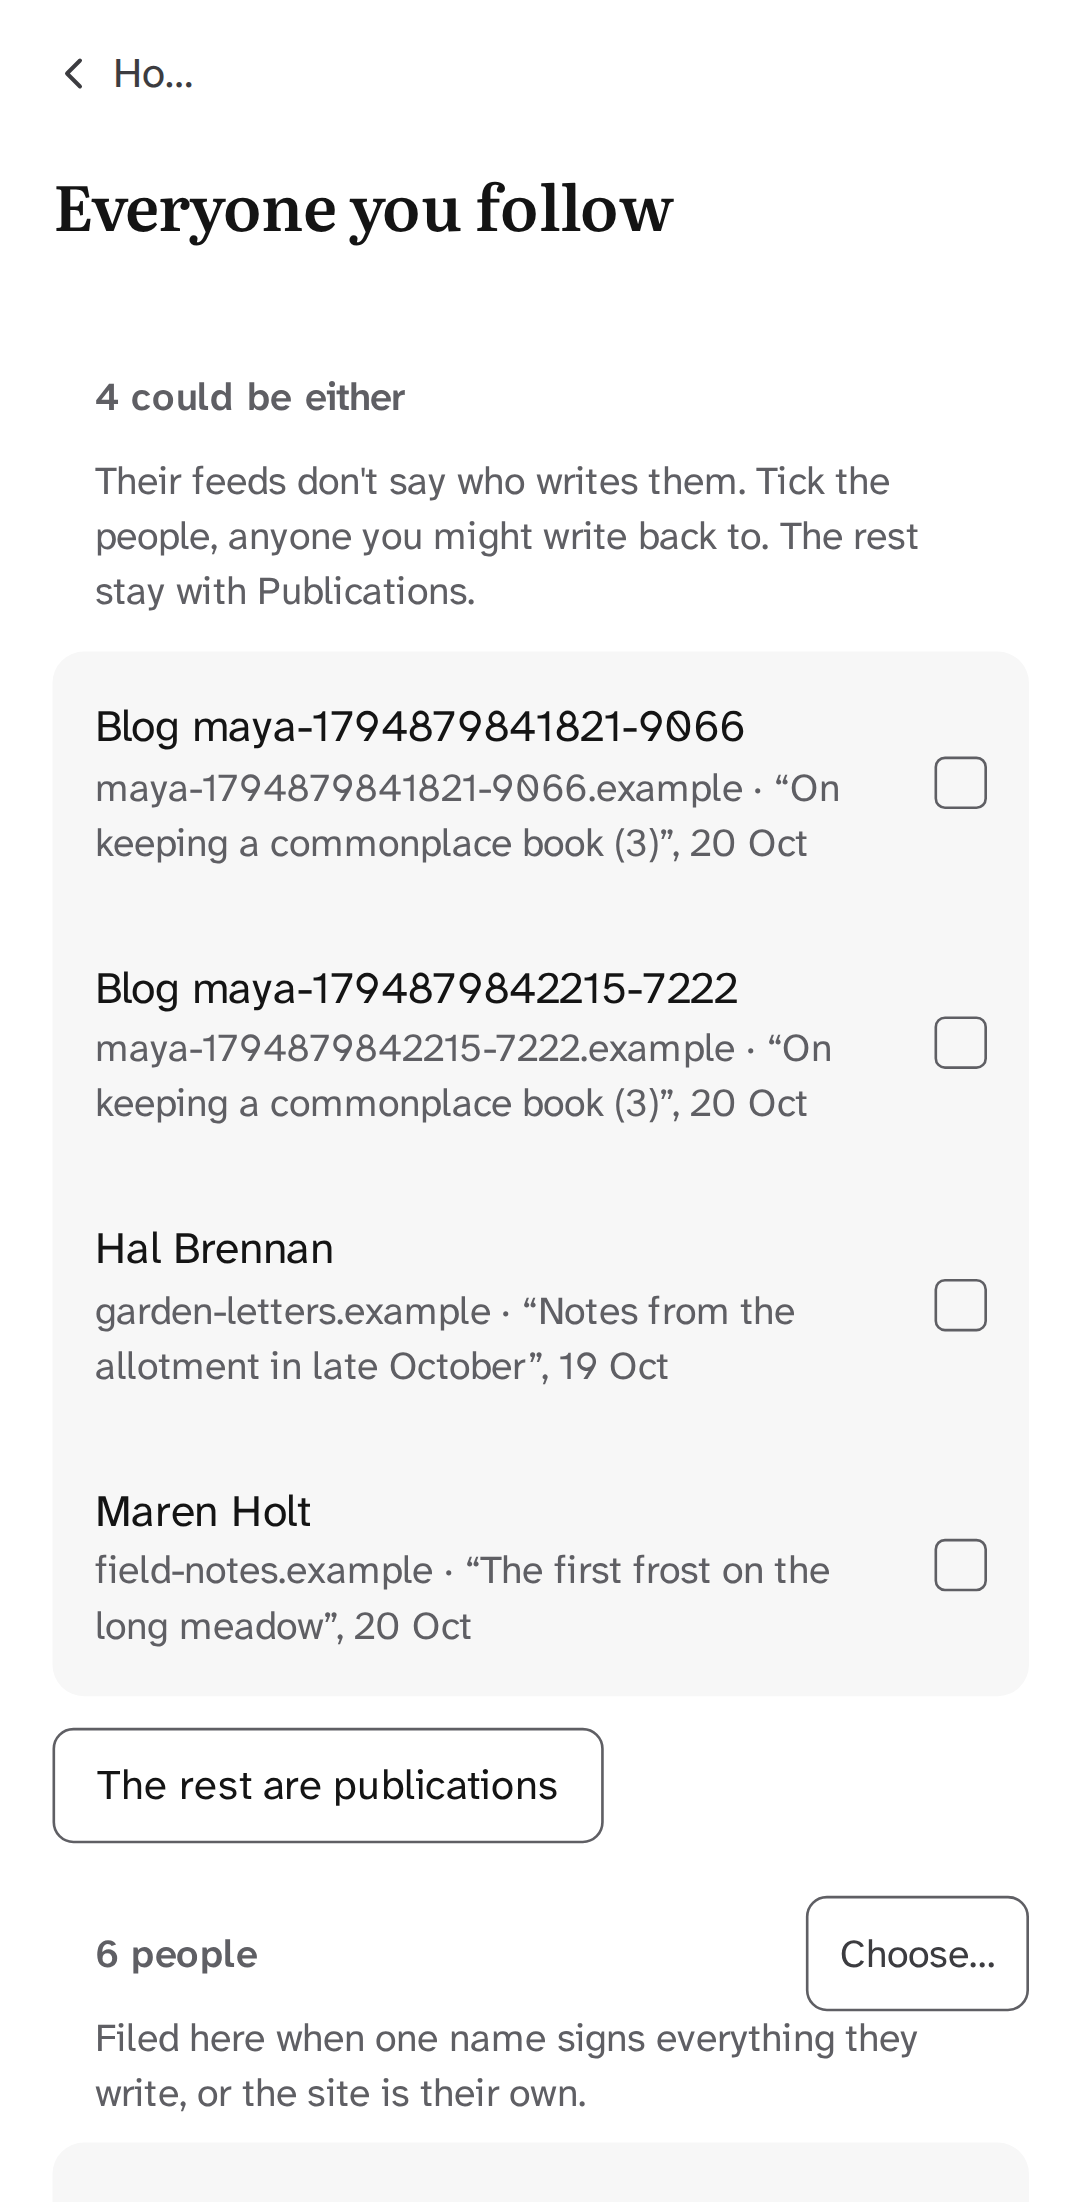 Ho...
Everyone you follow
4 could be either
Their feeds don't say who writes them. Tick the
people, anyone you might write back to. The rest
stay with Publications.
Blog maya-1794879841821-9066
maya-1794879841821-9066.example · “On
keeping a commonplace book (3)”, 20 Oct
Blog maya-1794879842215-7222
maya-1794879842215-7222.example · “On
keeping a commonplace book (3)”, 20 Oct
Hal Brennan
garden-letters.example · “Notes from the
allotment in late October”, 19 Oct
Maren Holt
field-notes.example · “The first frost on the
long meadow”, 20 Oct
The rest are publications
6 people
Choose...
Filed here when one name signs everything they
write, or the site is their own.